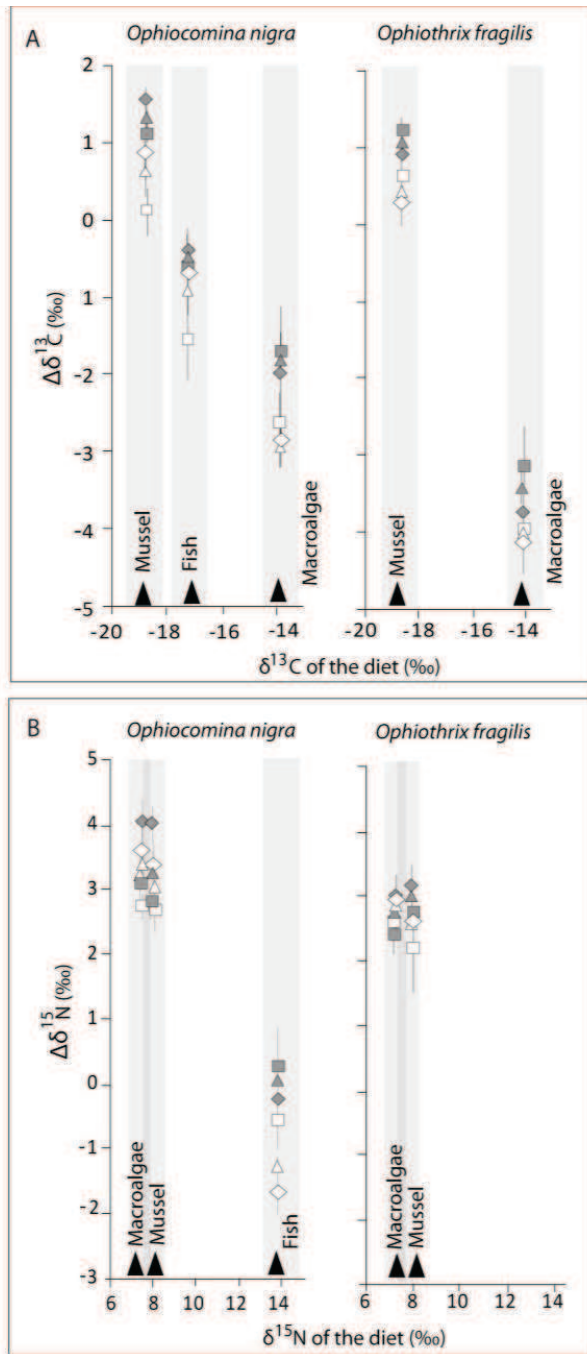 A
Ophiocomina nigra
Ophiothrix fragilis
2
1
0
1
-2
-3
-4
-5
Δδ13C (‰)
Mussel
Fish
Macroalgae
Mussel
Macroalgae
-20 -18 -16 -14
-20 -18 -16 -14
δ13C of the diet (‰)
B
Ophiocomina nigra
Ophiothrix fragilis
5
4
3
2
1
0
-1
-2
-3
Δδ15N (‰)
Macroalgae
Mussel
Fish
Macroalgae
Mussel
6 8 10 12 14
6 8 10 12 14
δ15N of the diet (‰)